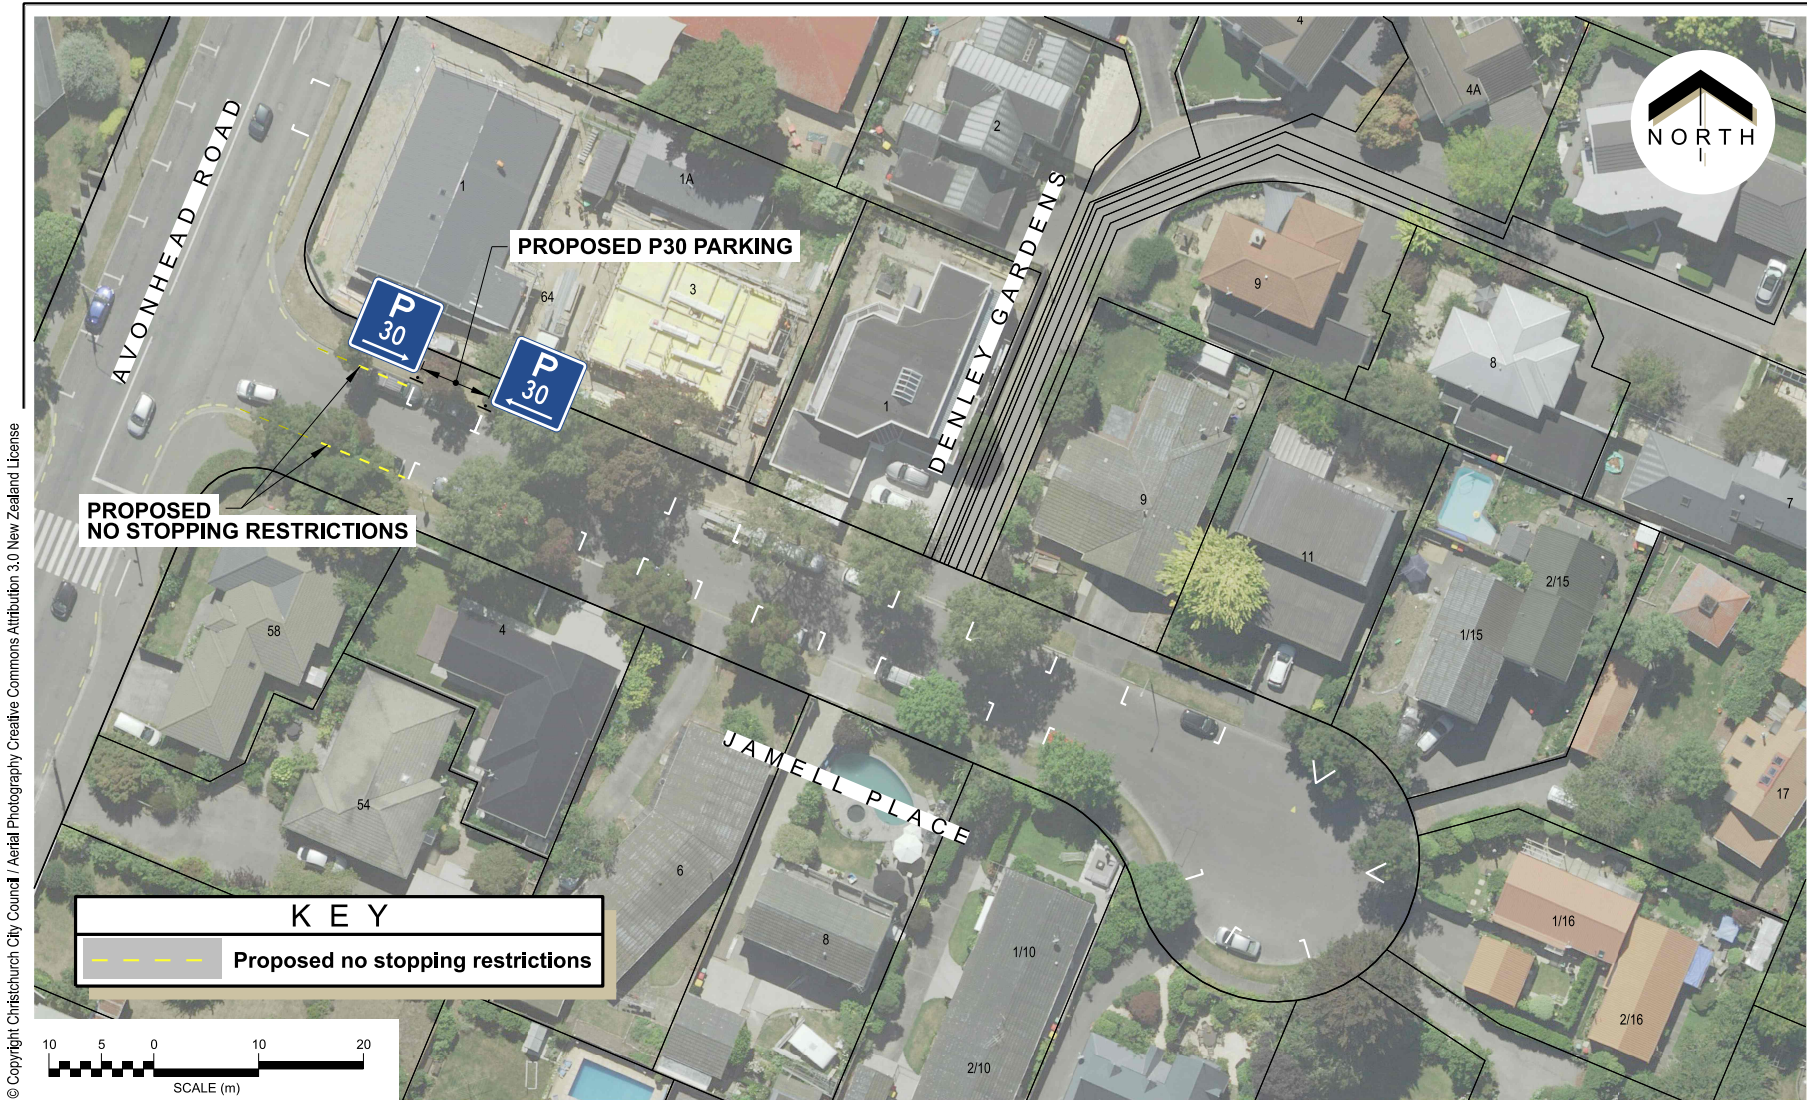 4
4A
NORTH
2
AVONHEAD ROAD
1
1A
PROPOSED P30 PARKING
DENLEY GARDENS
64
3
9
P
30
P
30
8
1
PROPOSED
NO STOPPING RESTRICTIONS
9
7
11
2/15
1/15
58
4
JAMELL PLACE
54
17
6
8
1/10
1/16
2/16
2/10
KEY
Proposed no stopping restrictions
10 5 0 10 20
SCALE (m)
© Copyright Christchurch City Council / Aerial Photography Creative Commons Attribution 3.0 New Zealand License